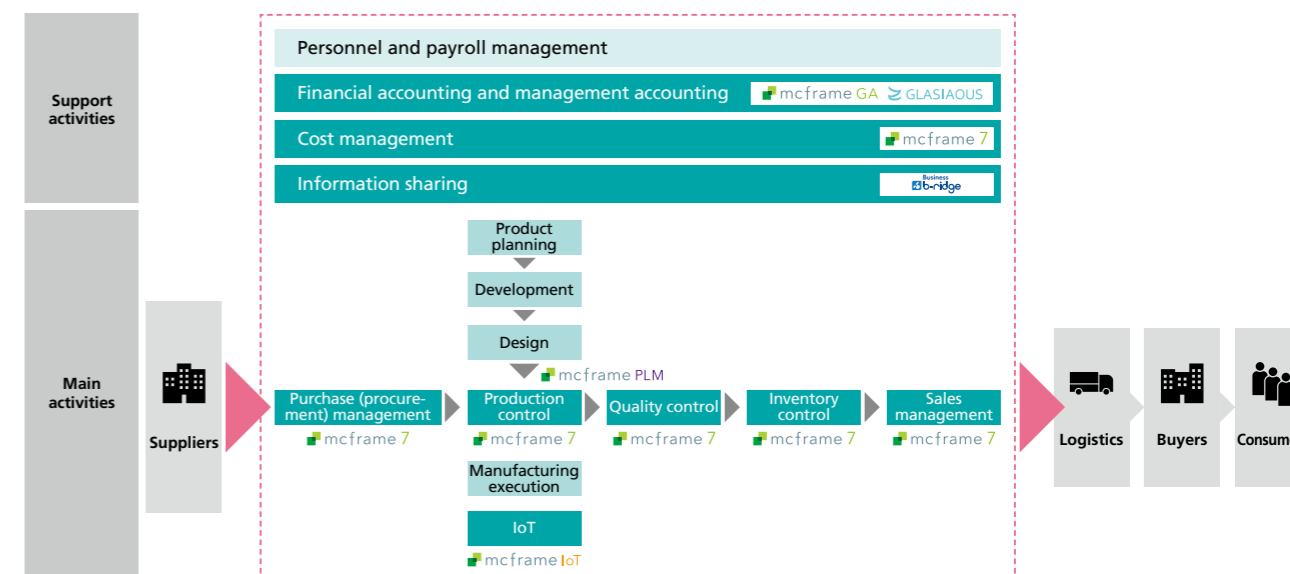 Support
activities
Personnel and payroll management
Financial accounting and management accounting
mcframe GA
GLASIAOUS
Cost management
mcframe 7
Information sharing
Business
b-ridge
Main
activities
Suppliers
Product
planning
Development
Design
mcframe PLM
Purchase (procure-
ment) management
mcframe 7
Production
control
mcframe 7
Quality control
mcframe 7
Inventory
control
mcframe 7
Sales
management
mcframe 7
Manufacturing
execution
IoT
mcframe IoT
Logistics
Buyers